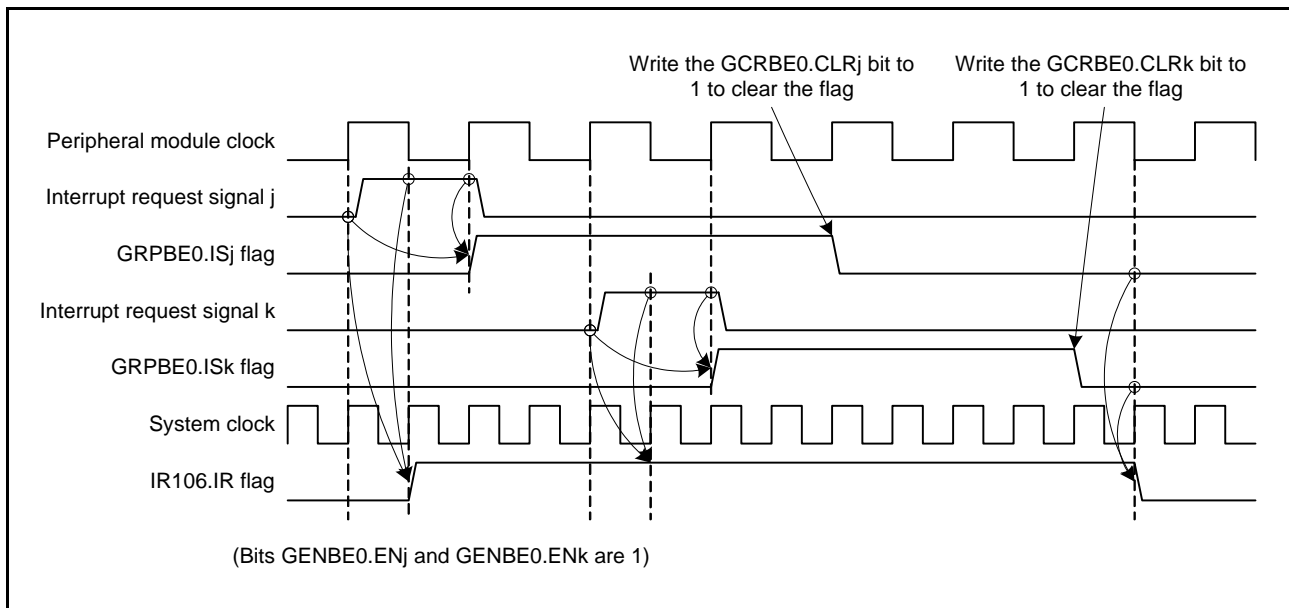 Write the GCRBE0.CLRj bit to
1 to clear the flag
Write the GCRBE0.CLRk bit to
1 to clear the flag
Peripheral module clock
Interrupt request signal j
GRPBE0.ISj flag
Interrupt request signal k
GRPBE0.ISk flag
System clock
IR106.IR flag
(Bits GENBE0.ENj and GENBE0.ENk are 1)